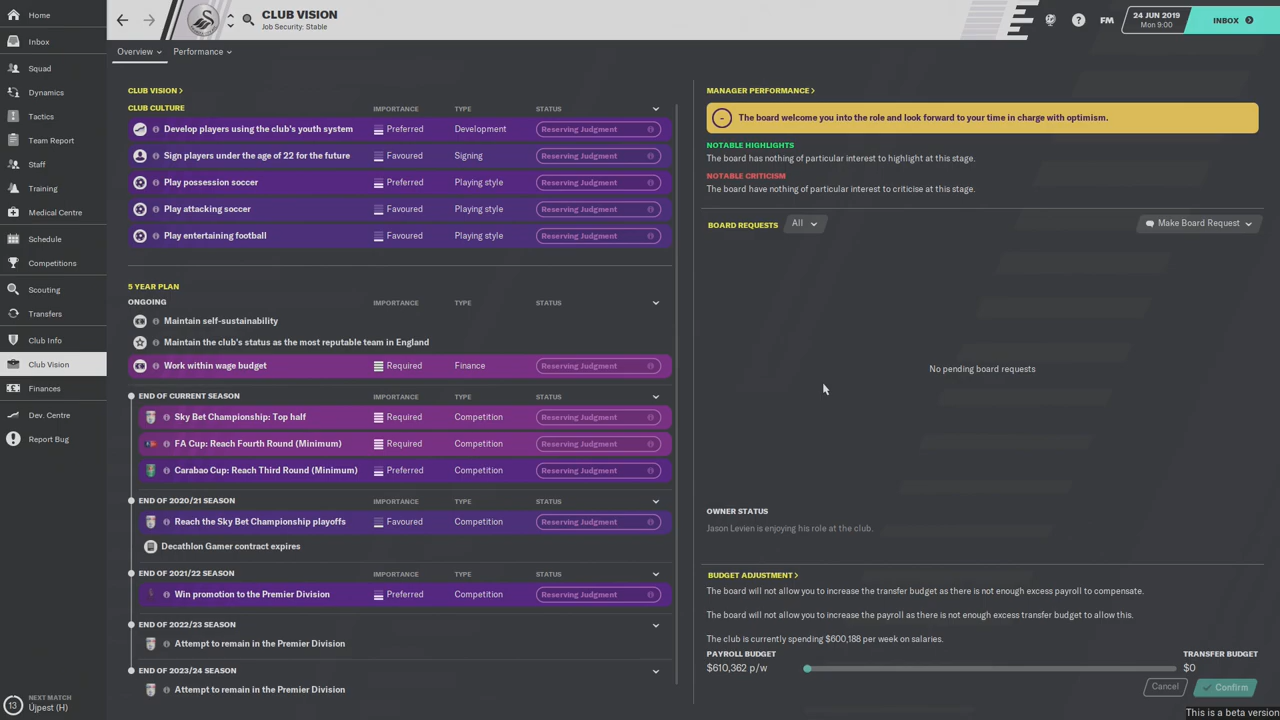 Home
Inbox
Squad
Dynamics
Tactics
Team Report
Staff
Training
Medical Centre
Schedule
Competitions
Scouting
Transfers
Club Info
Club Vision
Finances
Dev. Centre
Report Bug
13
NEXT MATCH
Újpest (H)
CLUB VISION
Job Security: Stable
FM
24 JUN 2019
Mon 9:00
INBOX
Overview
Performance
CLUB VISION >
CLUB CULTURE IMPORTANCE TYPE STATUS
Develop players using the club's youth system Preferred Development Reserving Judgment
Sign players under the age of 22 for the future Favoured Signing Reserving Judgment
Play possession soccer Preferred Playing style Reserving Judgment
Play attacking soccer Favoured Playing style Reserving Judgment
Play entertaining football Favoured Playing style Reserving Judgment
5 YEAR PLAN
ONGOING IMPORTANCE TYPE STATUS
Maintain self-sustainability
Maintain the club's status as the most reputable team in England
Work within wage budget Required Finance Reserving Judgment
END OF CURRENT SEASON IMPORTANCE TYPE STATUS
Sky Bet Championship: Top half Required Competition Reserving Judgment
FA Cup: Reach Fourth Round (Minimum) Required Competition Reserving Judgment
Carabao Cup: Reach Third Round (Minimum) Preferred Competition Reserving Judgment
END OF 2020/21 SEASON IMPORTANCE TYPE STATUS
Reach the Sky Bet Championship playoffs Favoured Competition Reserving Judgment
Decathlon Gamer contract expires
END OF 2021/22 SEASON IMPORTANCE TYPE STATUS
Win promotion to the Premier Division Preferred Competition Reserving Judgment
END OF 2022/23 SEASON
Attempt to remain in the Premier Division
END OF 2023/24 SEASON
Attempt to remain in the Premier Division
MANAGER PERFORMANCE >
- The board welcome you into the role and look forward to your time in charge with optimism.
NOTABLE HIGHLIGHTS
The board has nothing of particular interest to highlight at this stage.
NOTABLE CRITICISM
The board have nothing of particular interest to criticise at this stage.
BOARD REQUESTS All Make Board Request
No pending board requests
OWNER STATUS
Jason Levien is enjoying his role at the club.
BUDGET ADJUSTMENT >
The board will not allow you to increase the transfer budget as there is not enough excess payroll to compensate.
The board will not allow you to increase the payroll as there is not enough excess transfer budget to allow this.
The club is currently spending $600,188 per week on salaries.
PAYROLL BUDGET TRANSFER BUDGET
$610,362 p/w $0
Cancel Confirm
This is a beta version